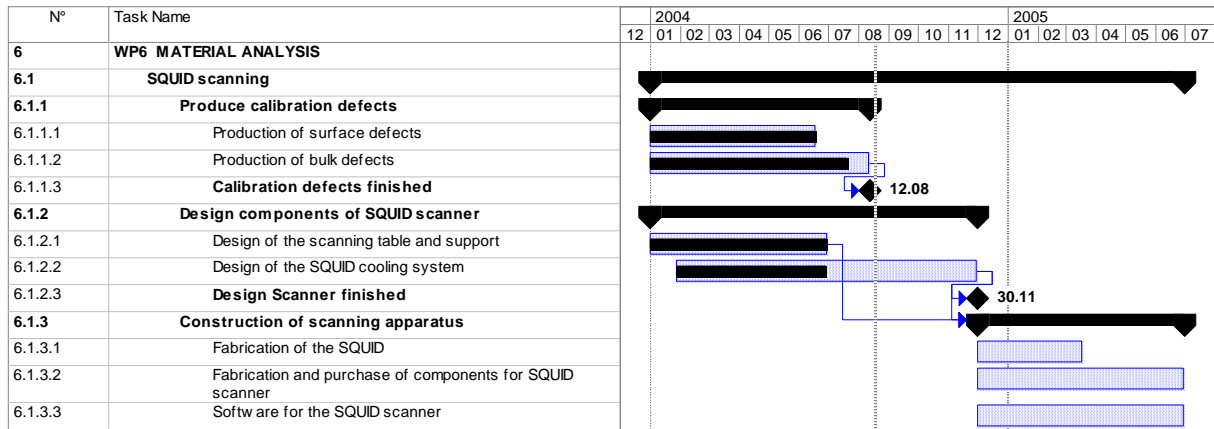 N° Task Name 2004 2005
12 01 02 03 04 05 06 07 08 09 10 11 12 01 02 03 04 05 06 07
6 WP6 MATERIAL ANALYSIS
6.1 SQUID scanning
6.1.1 Produce calibration defects
6.1.1.1 Production of surface defects
6.1.1.2 Production of bulk defects
6.1.1.3 Calibration defects finished 12.08
6.1.2 Design components of SQUID scanner
6.1.2.1 Design of the scanning table and support
6.1.2.2 Design of the SQUID cooling system
6.1.2.3 Design Scanner finished 30.11
6.1.3 Construction of scanning apparatus
6.1.3.1 Fabrication of the SQUID
6.1.3.2 Fabrication and purchase of components for SQUID
scanner
6.1.3.3 Software for the SQUID scanner